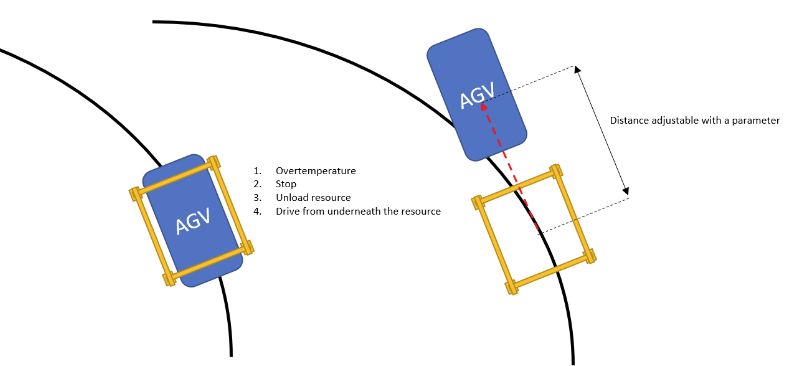 AGV
Distance adjustable with a parameter
1. Overtemperature
2. Stop
3. Unload resource
4. Drive from underneath the resource
AGV